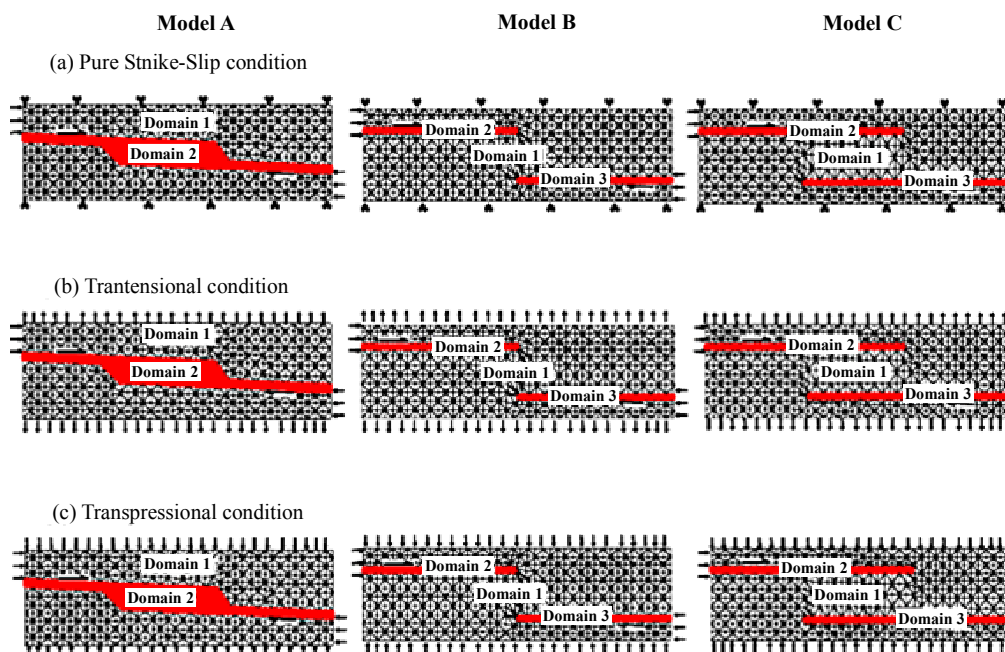 Model A Model B Model C
(a) Pure Stnike-Slip condition
Domain 1
Domain 2
Domain 2
Domain 1
Domain 3
Domain 2
Domain 1
Domain 3
(b) Trantensional condition
Domain 1
Domain 2
Domain 2
Domain 1
Domain 3
Domain 2
Domain 1
Domain 3
(c) Transpressional condition
Domain 1
Domain 2
Domain 2
Domain 1
Domain 3
Domain 2
Domain 1
Domain 3